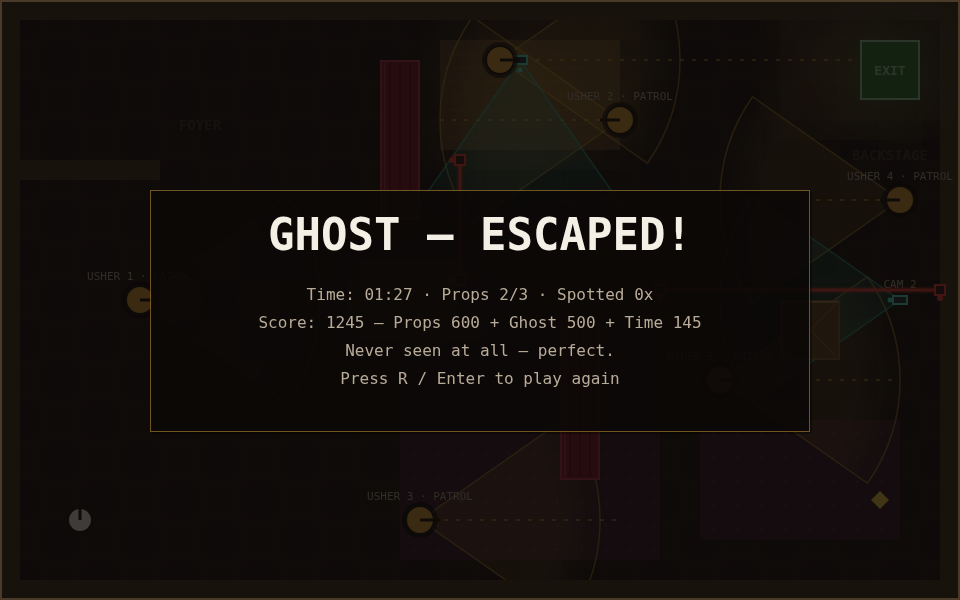 EXIT
USHER 2 · PATROL
FOYER
BACKSTAGE
USHER 4 · PATROL
GHOST — ESCAPED!
USHER 1 ·
CAM 2
Time: 01:27 · Props 2/3 · Spotted 0x
Score: 1245 — Props 600 + Ghost 500 + Time 145
Never seen at all — perfect.
Press R / Enter to play again
USHER 3 · PATROL